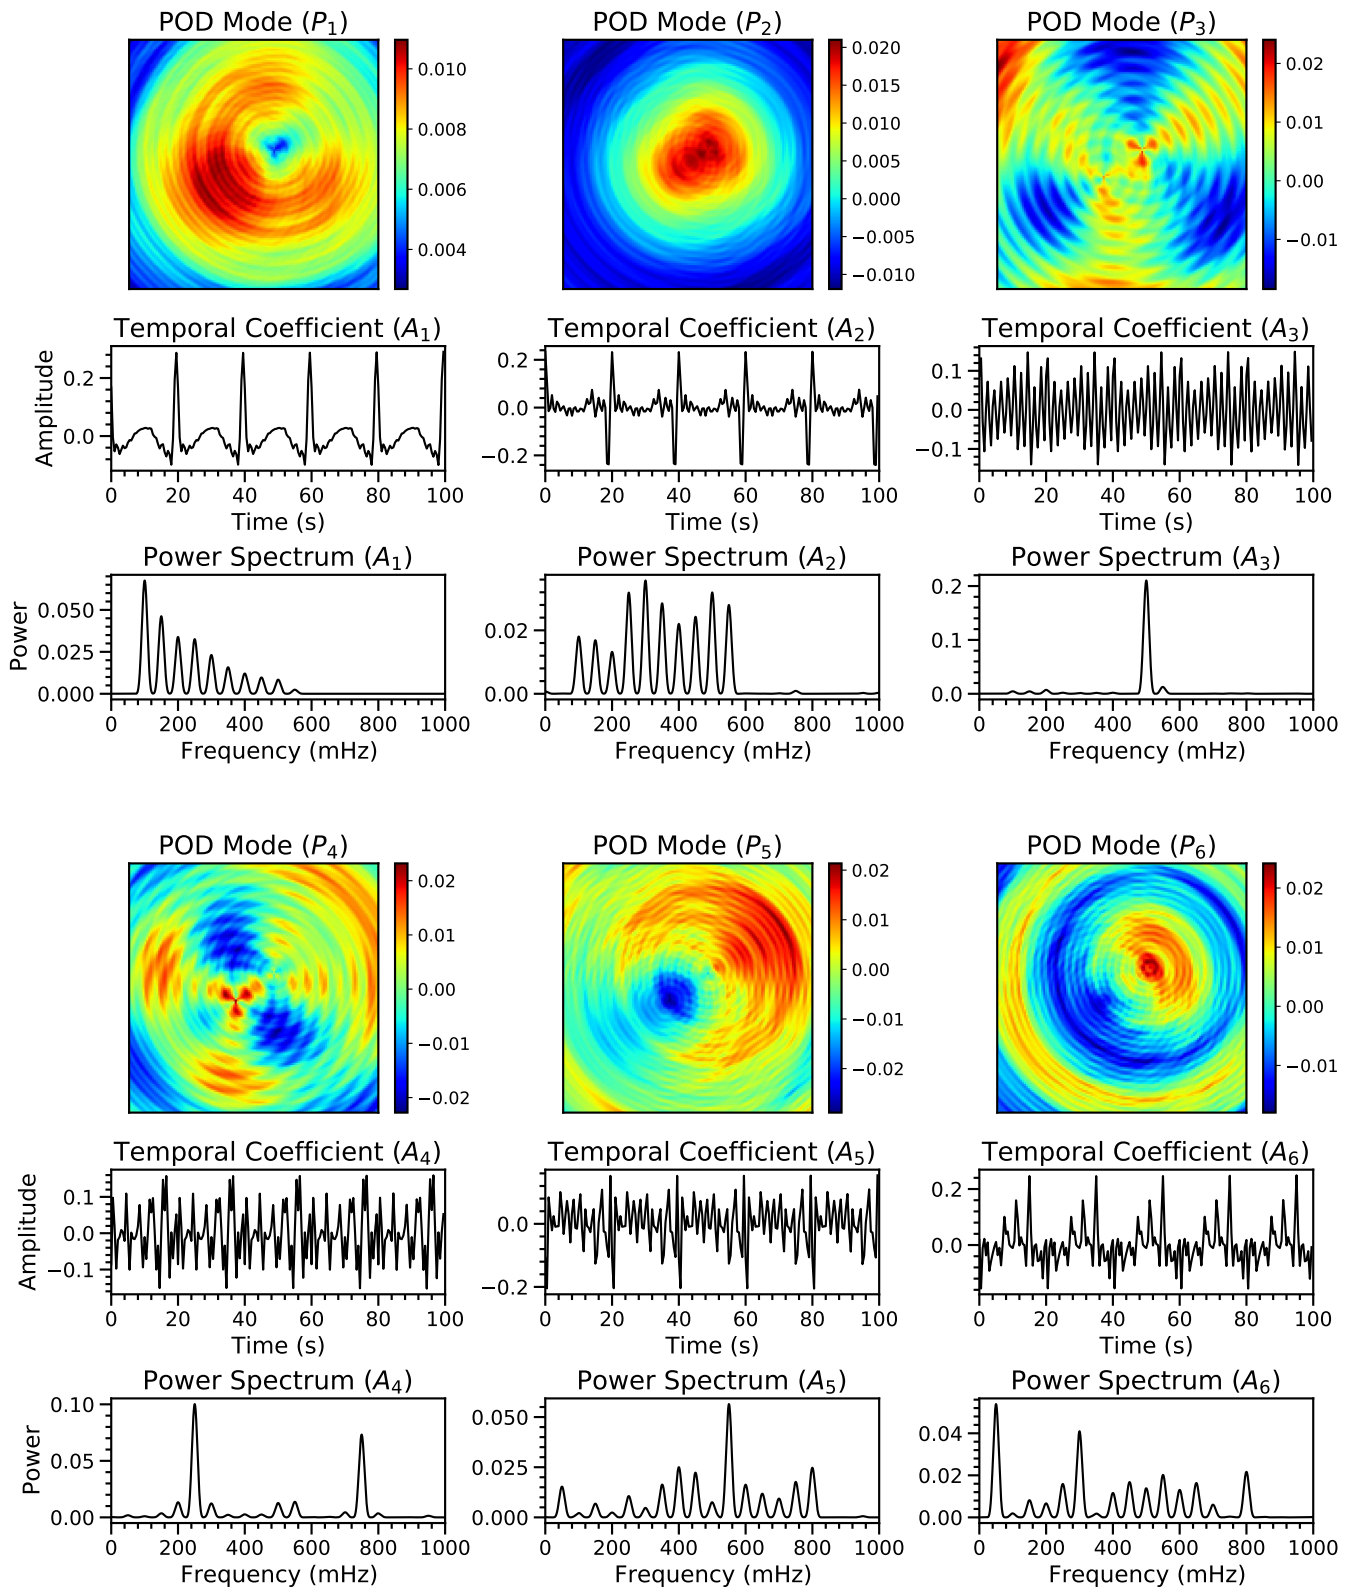 POD Mode (P1) POD Mode (P2) POD Mode (P3)
0.010 0.008 0.006 0.004
0.020 0.015 0.010 0.005 0.000 −0.005 −0.010
0.02 0.01 0.00 −0.01
Temporal Coefficient (A1) Temporal Coefficient (A2) Temporal Coefficient (A3)
Amplitude
0.2 0.0
0.2 0.0 −0.2
0.1 0.0 −0.1
0 20 40 60 80 100 0 20 40 60 80 100 0 20 40 60 80 100
Time (s) Time (s) Time (s)
Power Spectrum (A1) Power Spectrum (A2) Power Spectrum (A3)
Power
0.050 0.025 0.000
0.02 0.00
0.2 0.1 0.0
0 200 400 600 800 1000 0 200 400 600 800 1000 0 200 400 600 800 1000
Frequency (mHz) Frequency (mHz) Frequency (mHz)
POD Mode (P4) POD Mode (P5) POD Mode (P6)
0.02 0.01 0.00 −0.01 −0.02
0.02 0.01 0.00 −0.01 −0.02
0.02 0.01 0.00 −0.01
Temporal Coefficient (A4) Temporal Coefficient (A5) Temporal Coefficient (A6)
Amplitude
0.1 0.0 −0.1
0.0 −0.2
0.2 0.0
0 20 40 60 80 100 0 20 40 60 80 100 0 20 40 60 80 100
Time (s) Time (s) Time (s)
Power Spectrum (A4) Power Spectrum (A5) Power Spectrum (A6)
Power
0.10 0.05 0.00
0.050 0.025 0.000
0.04 0.02 0.00
0 200 400 600 800 1000 0 200 400 600 800 1000 0 200 400 600 800 1000
Frequency (mHz) Frequency (mHz) Frequency (mHz)